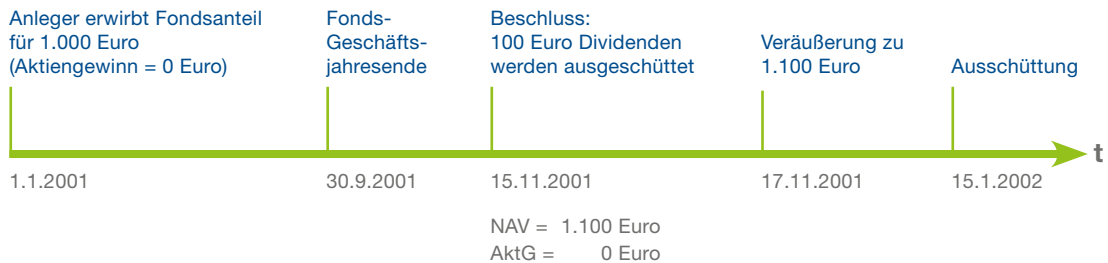 Anleger erwirbt Fondsanteil
für 1.000 Euro
(Aktiengewinn = 0 Euro)
Fonds-
Geschäfts-
jahresende
Beschluss:
100 Euro Dividenden
werden ausgeschüttet
Veräußerung zu
1.100 Euro
Ausschüttung
t
1.1.2001
30.9.2001
15.11.2001
17.11.2001
15.1.2002
NAV = 1.100 Euro
AktG = 0 Euro